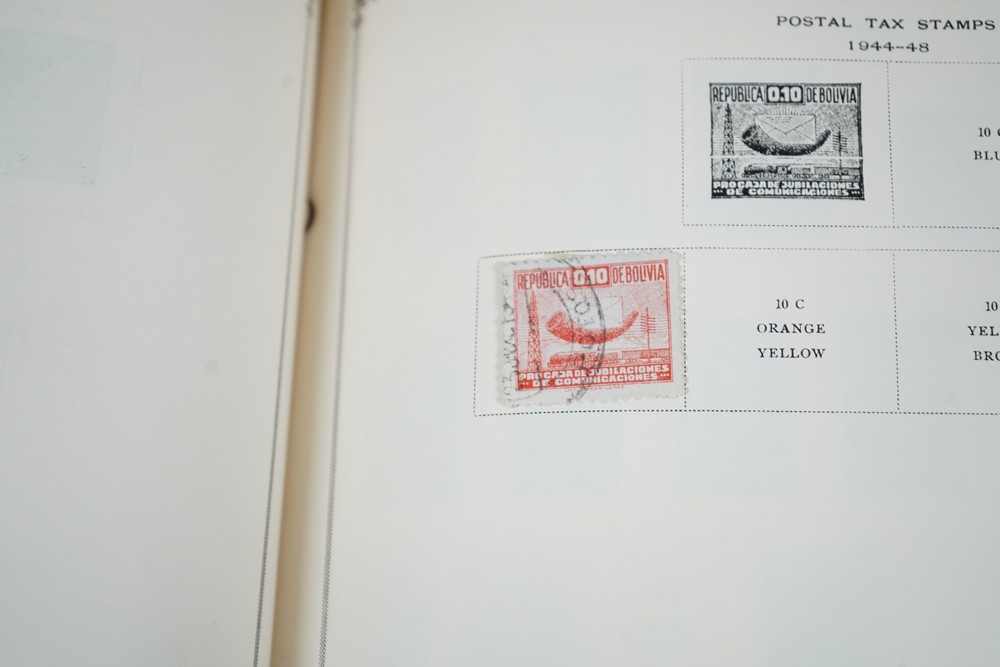 POSTAL TAX STAMPS
1944-48
REPUBLICA 0.10 DE BOLIVIA
PRO CAJA DE JUBILACIONES
DE COMUNICACIONES
10
BLU
REPUBLICA 0.10 DE BOLIVIA
PRO CAJA DE JUBILACIONES
DE COMUNICACIONES
10 C
ORANGE
YELLOW
10
YEL
BRO